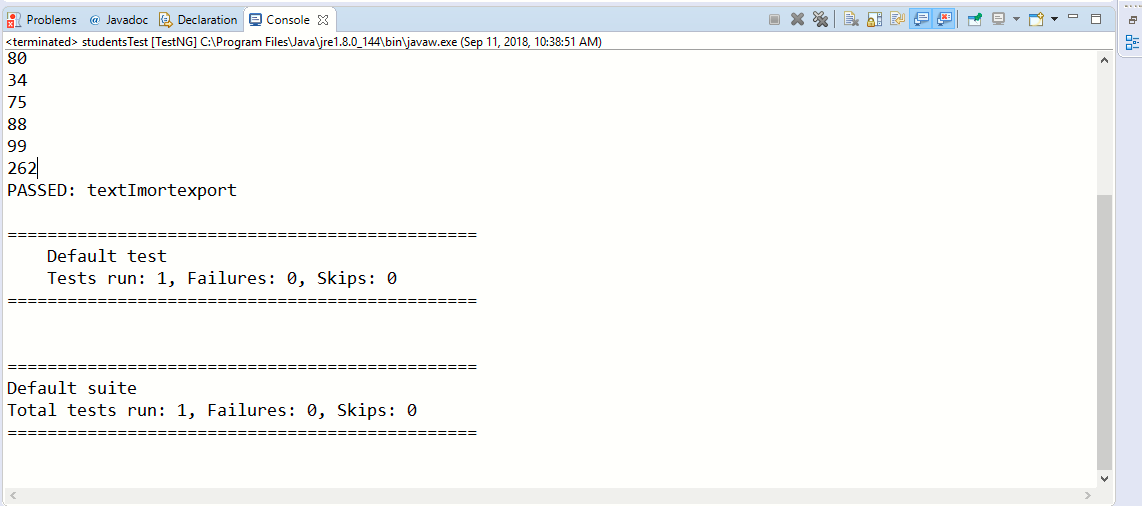 Problems @ Javadoc Declaration Console
<terminated> studentsTest [TestNG] C:\Program Files\Java\jre1.8.0_144\bin\javaw.exe (Sep 11, 2018, 10:38:51 AM)
80
34
75
88
99
262
PASSED: textImortexport
===============================================
    Default test
    Tests run: 1, Failures: 0, Skips: 0
===============================================
===============================================
Default suite
Total tests run: 1, Failures: 0, Skips: 0
===============================================